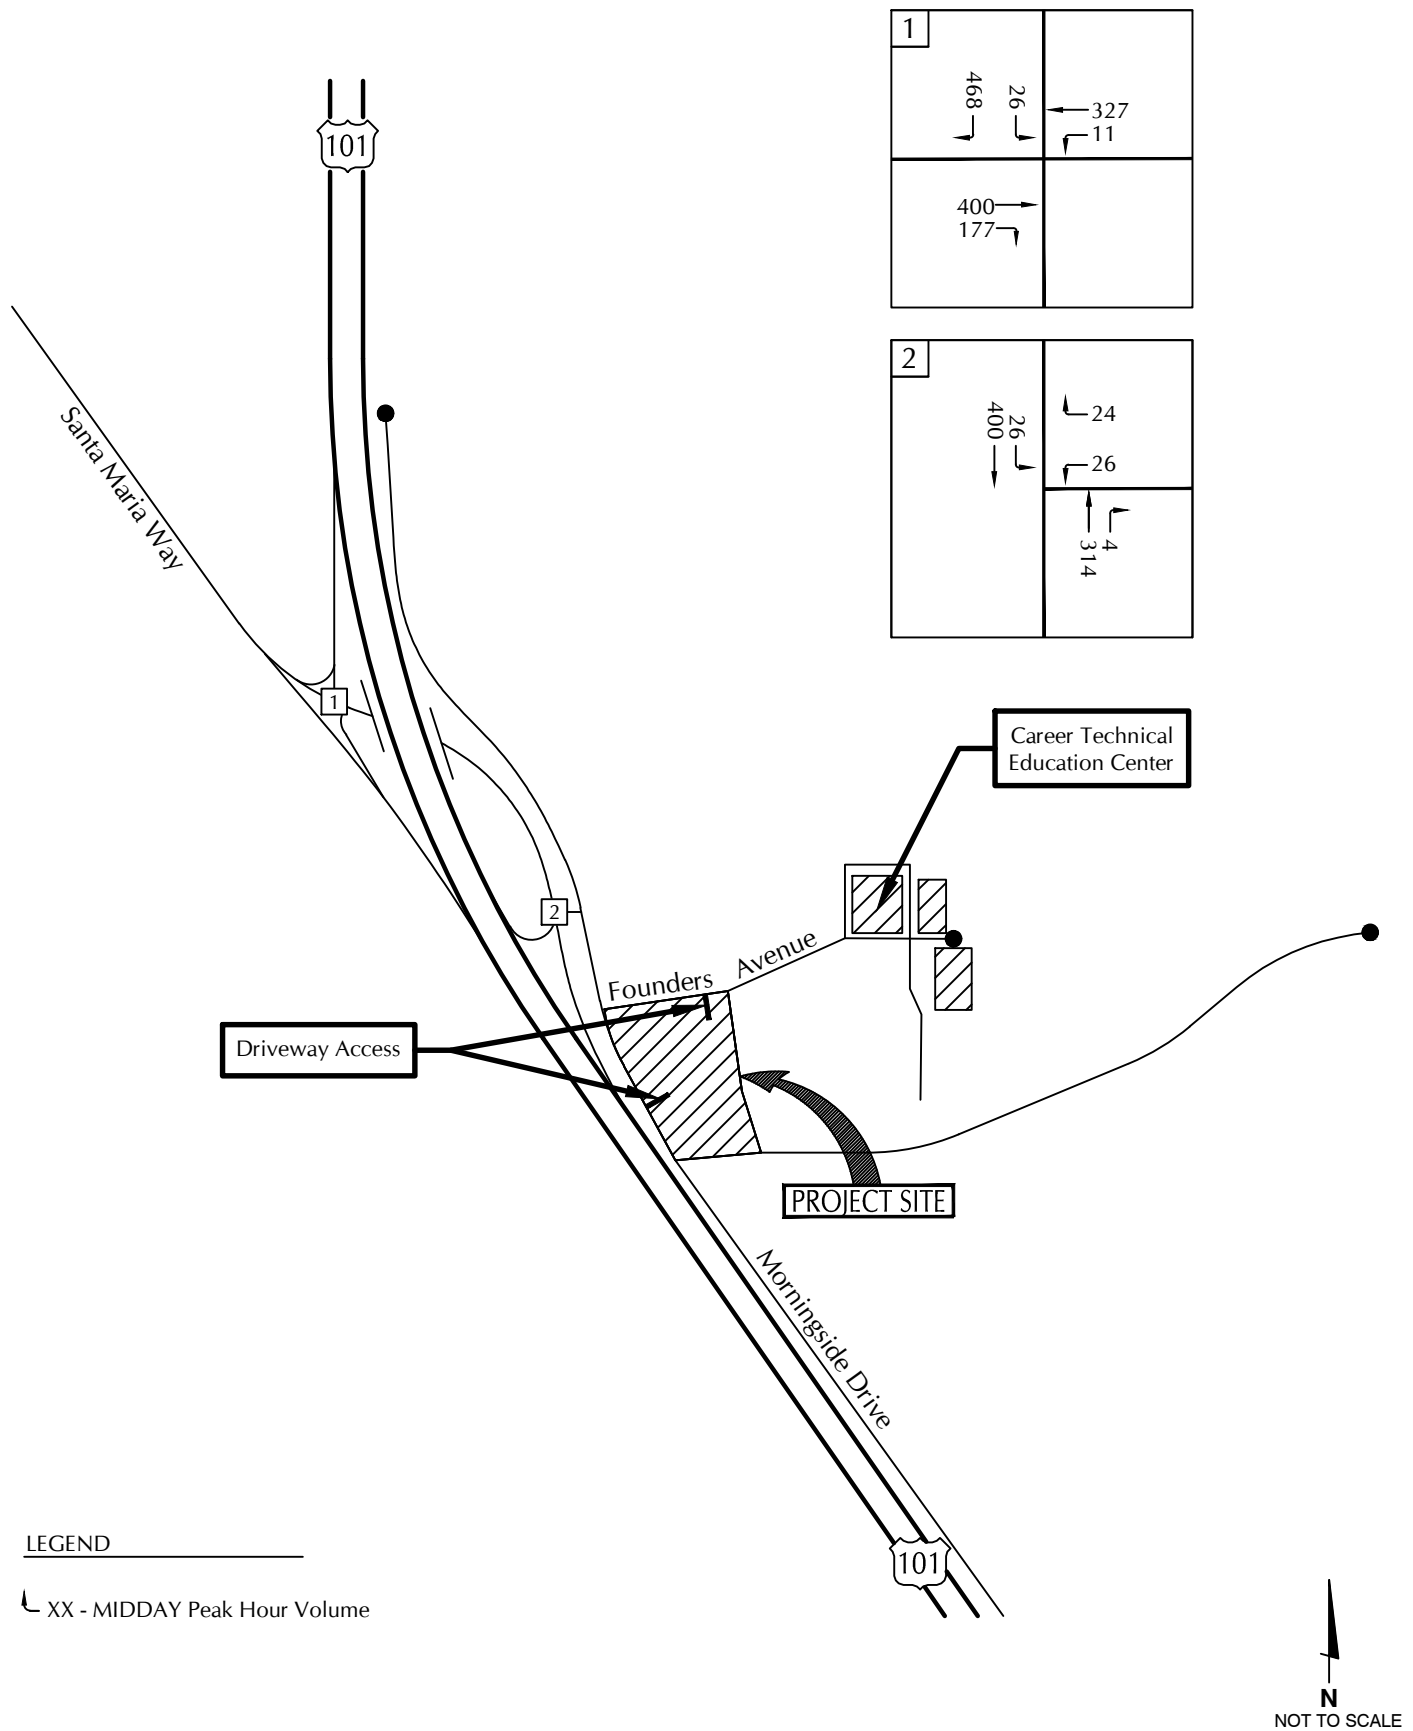 1
468
26
327
11
400
177
101
2
400
26
24
26
4
314
Santa Maria Way
1
Career Technical
Education Center
2
Founders Avenue
Driveway Access
PROJECT SITE
Morningside Drive
101
LEGEND
XX - MIDDAY Peak Hour Volume
N
NOT TO SCALE